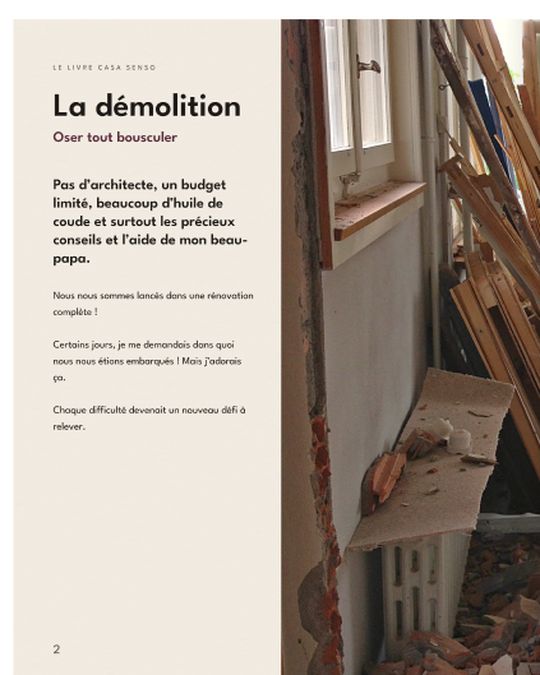 LE LIVRE CASA SENSO
La démolition
Oser tout bousculer
Pas d'architecte, un budget
limité, beaucoup d'huile de
coude et surtout les précieux
conseils et l'aide de mon beau-
papa.
Nous nous sommes lancés dans une rénovation
complète !
Certains jours, je me demandais dans quoi
nous nous étions embarqués ! Mais j'adorais
ça.
Chaque difficulté devenait un nouveau défi à
relever.
2